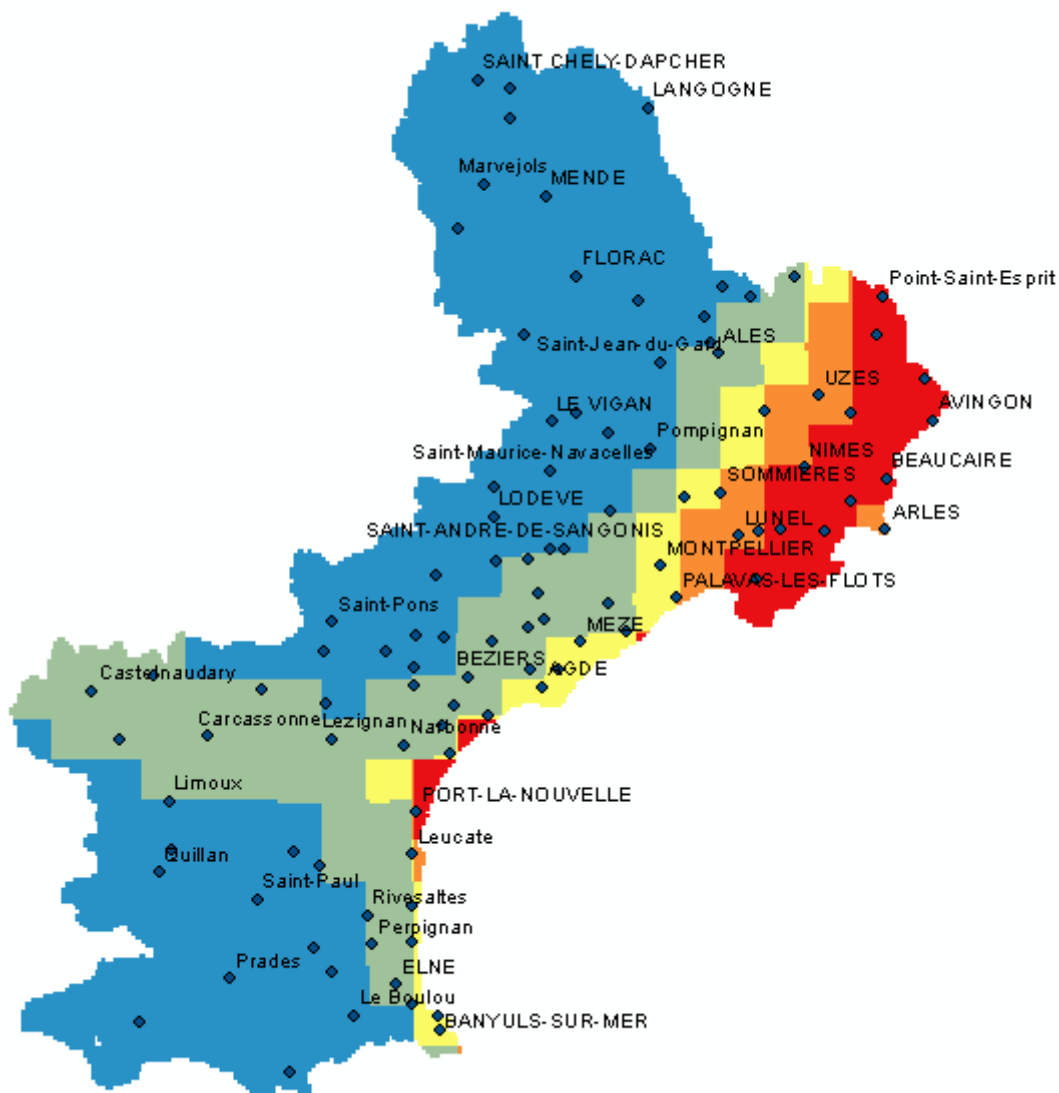 SAINT CHELY-DAPCHER
LANGOGNE
Marvejols
MENDE
FLORAC
Point-Saint-Esprit
Saint-Jean-du-Gard
ALES
UZES
AVINGON
LE VIGAN
Pompignan
Saint-Maurice-Navacelles
NIMES
BEAUCAIRE
SOMMIERES
LODEVE
ARLES
SAINT-ANDRE-DE-SANGONIS
LUNEL
MONTPELLIER
PALAVAS-LES-FLOTS
Saint-Pons
MEZE
BEZIERS
AGDE
Castelnaudary
Carcassonne
Lezignan
Narbonne
Limoux
PORT-LA-NOUVELLE
Leucate
Quillan
Saint-Paul
Rivesaltes
Perpignan
Prades
ELNE
Le Boulou
BANYULS-SUR-MER